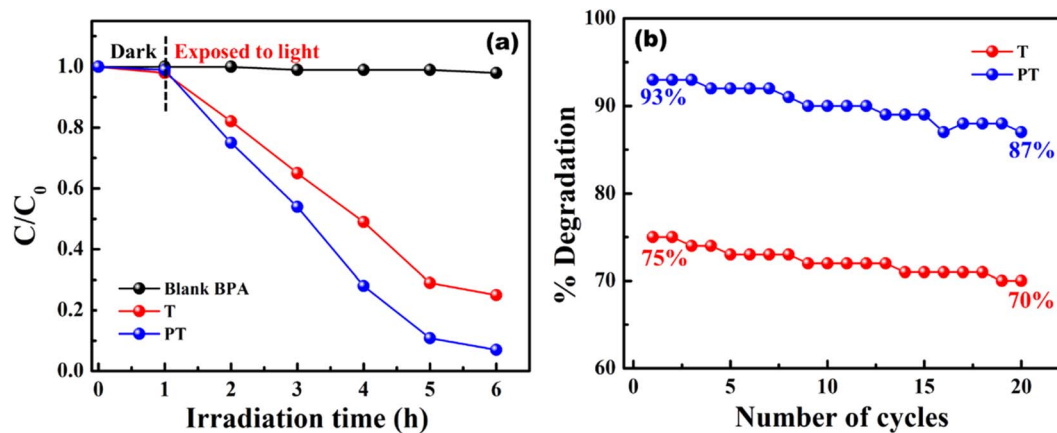 (a)
Dark Exposed to light
C/C0
1.0
0.8
0.6
0.4
0.2
0.0
Blank BPA
T
PT
0 1 2 3 4 5 6
Irradiation time (h)
(b)
% Degradation
100
90
80
70
60
T
PT
93%
87%
75%
70%
0 5 10 15 20
Number of cycles